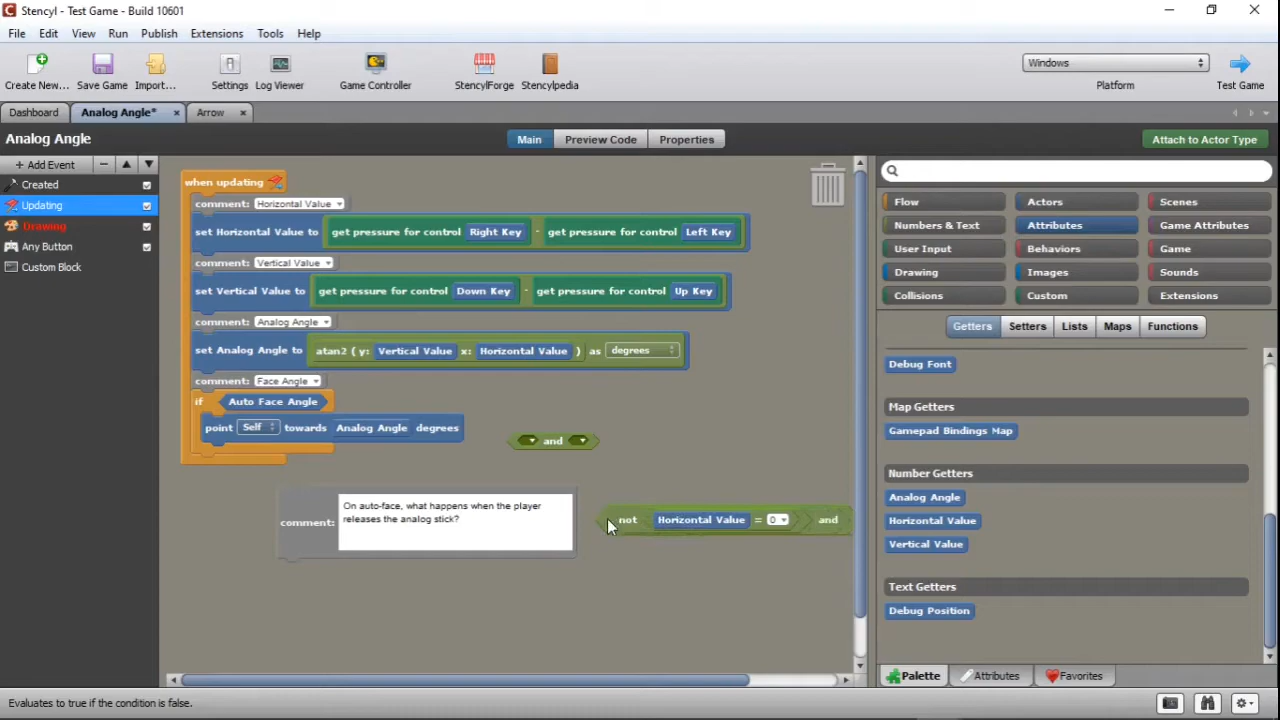 Stencyl - Test Game - Build 10601
File Edit View Run Publish Extensions Tools Help
Create New... Save Game Import... Settings Log Viewer Game Controller StencylForge Stencylpedia Windows Platform Test Game
Dashboard Analog Angle* Arrow
Analog Angle Main Preview Code Properties Attach to Actor Type
+ Add Event
Created
Updating
Drawing
Any Button
Custom Block
when updating
comment: Horizontal Value
set Horizontal Value to get pressure for control Right Key - get pressure for control Left Key
comment: Vertical Value
set Vertical Value to get pressure for control Down Key - get pressure for control Up Key
comment: Analog Angle
set Analog Angle to atan2 ( y: Vertical Value x: Horizontal Value ) as degrees
comment: Face Angle
if Auto Face Angle
point Self towards Analog Angle degrees
and
comment: On auto-face, what happens when the player
releases the analog stick?
not Horizontal Value = 0 and
Flow Actors Scenes
Numbers & Text Attributes Game Attributes
User Input Behaviors Game
Drawing Images Sounds
Collisions Custom Extensions
Getters Setters Lists Maps Functions
Debug Font
Map Getters
Gamepad Bindings Map
Number Getters
Analog Angle
Horizontal Value
Vertical Value
Text Getters
Debug Position
Palette Attributes Favorites
Evaluates to true if the condition is false.